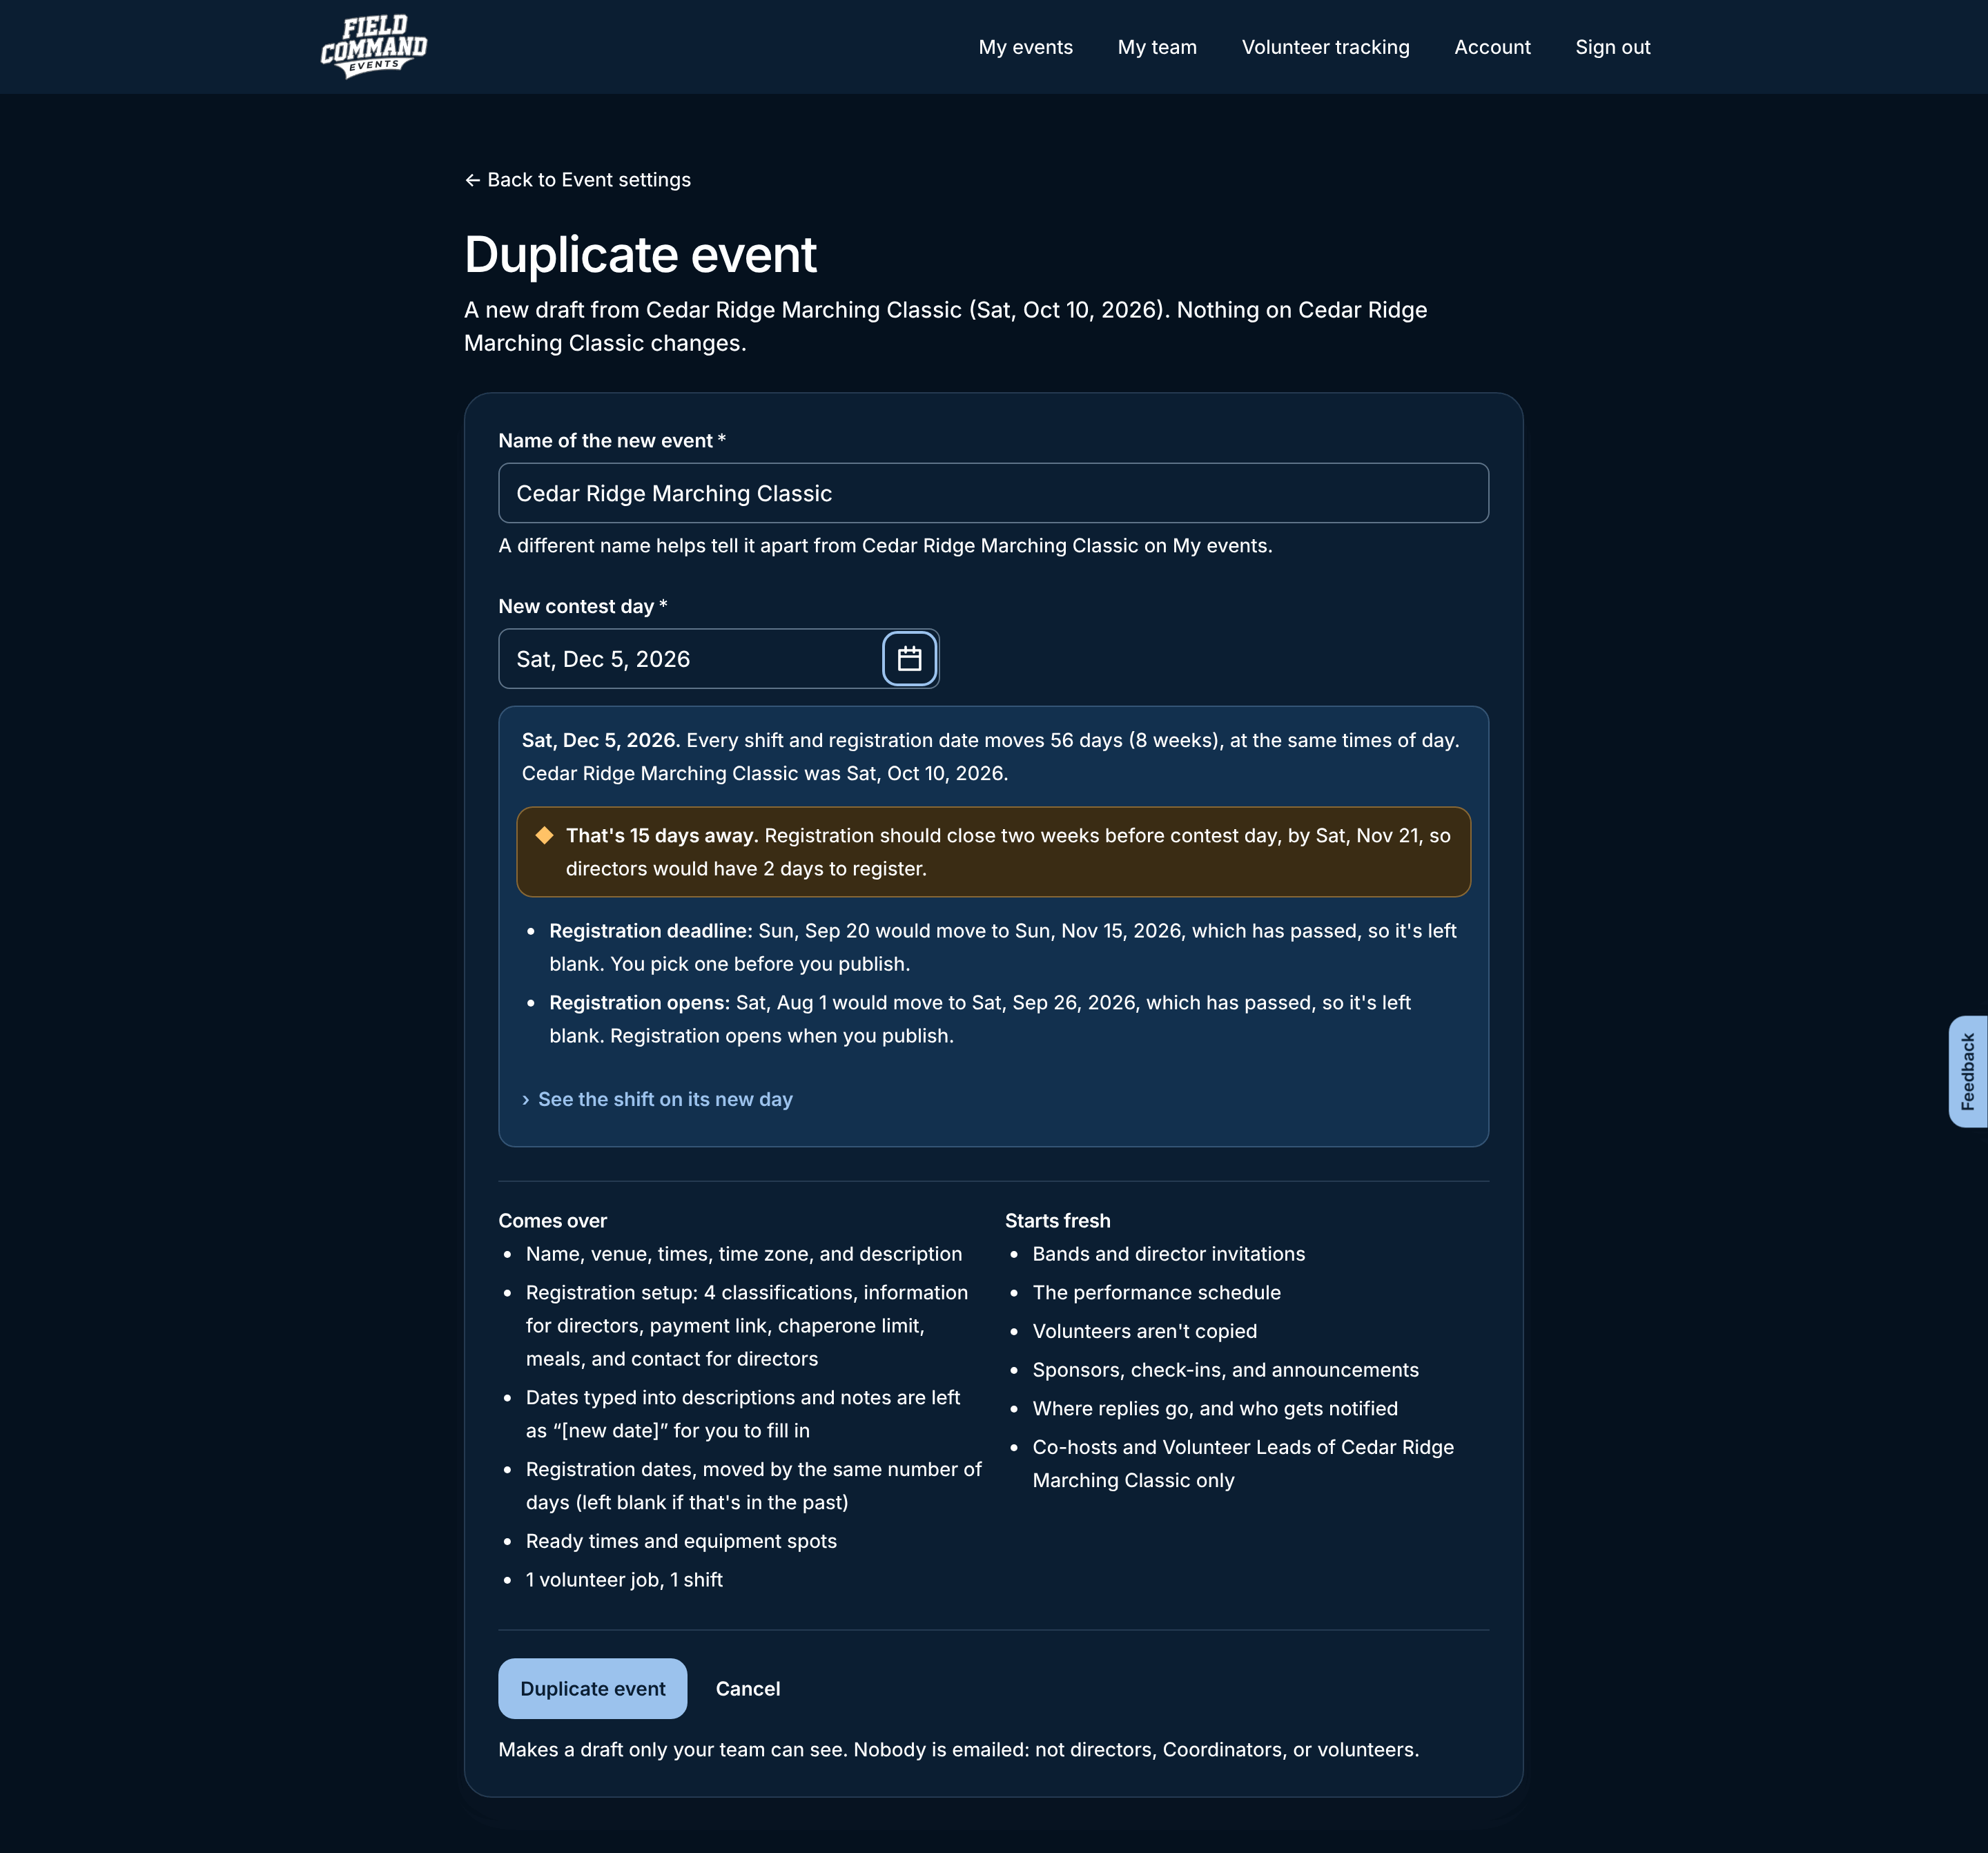 FIELD
COMMAND
EVENTS
My events
My team
Volunteer tracking
Account
Sign out
← Back to Event settings
Duplicate event
A new draft from Cedar Ridge Marching Classic (Sat, Oct 10, 2026). Nothing on Cedar Ridge
Marching Classic changes.
Name of the new event *
Cedar Ridge Marching Classic
A different name helps tell it apart from Cedar Ridge Marching Classic on My events.
New contest day *
Sat, Dec 5, 2026
Sat, Dec 5, 2026. Every shift and registration date moves 56 days (8 weeks), at the same times of day.
Cedar Ridge Marching Classic was Sat, Oct 10, 2026.
That's 15 days away. Registration should close two weeks before contest day, by Sat, Nov 21, so
directors would have 2 days to register.
• Registration deadline: Sun, Sep 20 would move to Sun, Nov 15, 2026, which has passed, so it's left
blank. You pick one before you publish.
• Registration opens: Sat, Aug 1 would move to Sat, Sep 26, 2026, which has passed, so it's left
blank. Registration opens when you publish.
› See the shift on its new day
Comes over
• Name, venue, times, time zone, and description
• Registration setup: 4 classifications, information
for directors, payment link, chaperone limit,
meals, and contact for directors
• Dates typed into descriptions and notes are left
as “[new date]” for you to fill in
• Registration dates, moved by the same number of
days (left blank if that's in the past)
• Ready times and equipment spots
• 1 volunteer job, 1 shift
Starts fresh
• Bands and director invitations
• The performance schedule
• Volunteers aren't copied
• Sponsors, check-ins, and announcements
• Where replies go, and who gets notified
• Co-hosts and Volunteer Leads of Cedar Ridge
Marching Classic only
Duplicate event
Cancel
Makes a draft only your team can see. Nobody is emailed: not directors, Coordinators, or volunteers.
Feedback